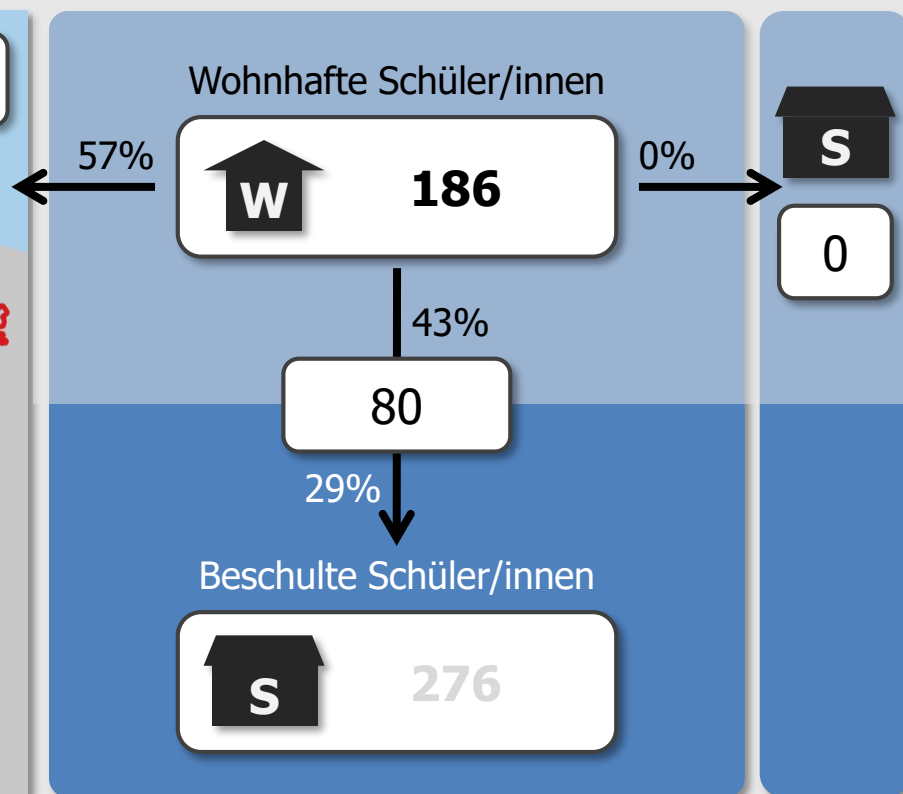 Wohnhafte Schüler/innen
57%
W
186
0%
S
0
43%
80
29%
Beschulte Schüler/innen
S
276